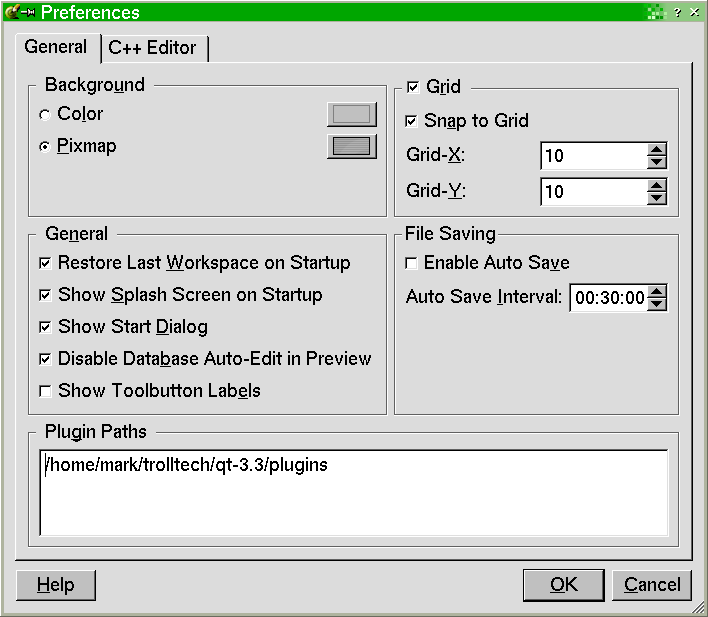 Preferences
?
General
C++ Editor
Background
Color
Pixmap
Grid
Snap to Grid
Grid-X:
10
Grid-Y:
10
General
Restore Last Workspace on Startup
Show Splash Screen on Startup
Show Start Dialog
Disable Database Auto-Edit in Preview
Show Toolbutton Labels
File Saving
Enable Auto Save
Auto Save Interval:
00:30:00
Plugin Paths
/home/mark/trolltech/qt-3.3/plugins
Help
OK
Cancel